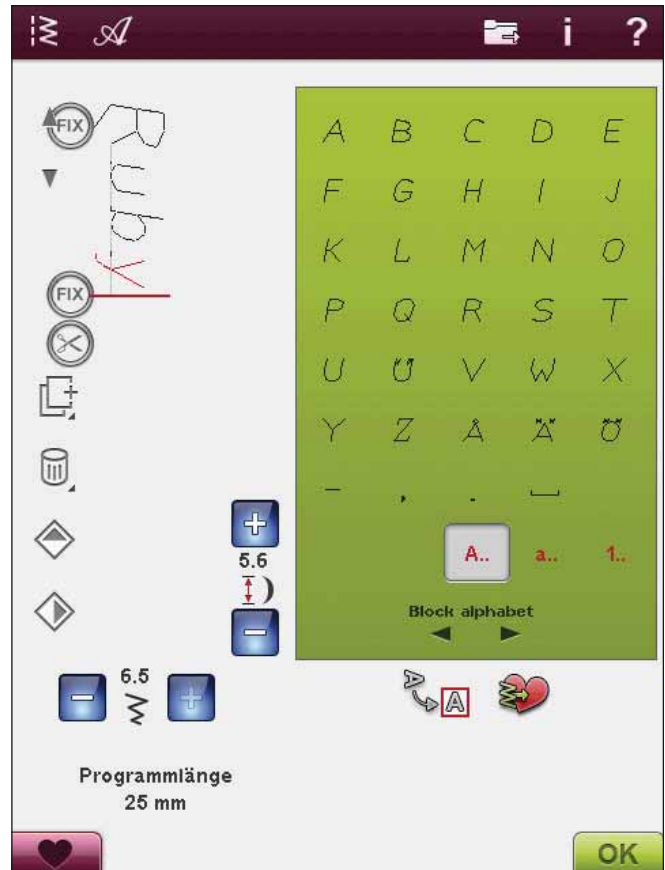 i ?
FIX
Ruby
FIX
A B C D E
F G H I J
K L M N O
P Q R S T
U Ü V W X
Y Z Å Ä Ö
- , . ⎵
A.. a.. 1..
Block alphabet
5.6
6.5
Programmlänge
25 mm
OK